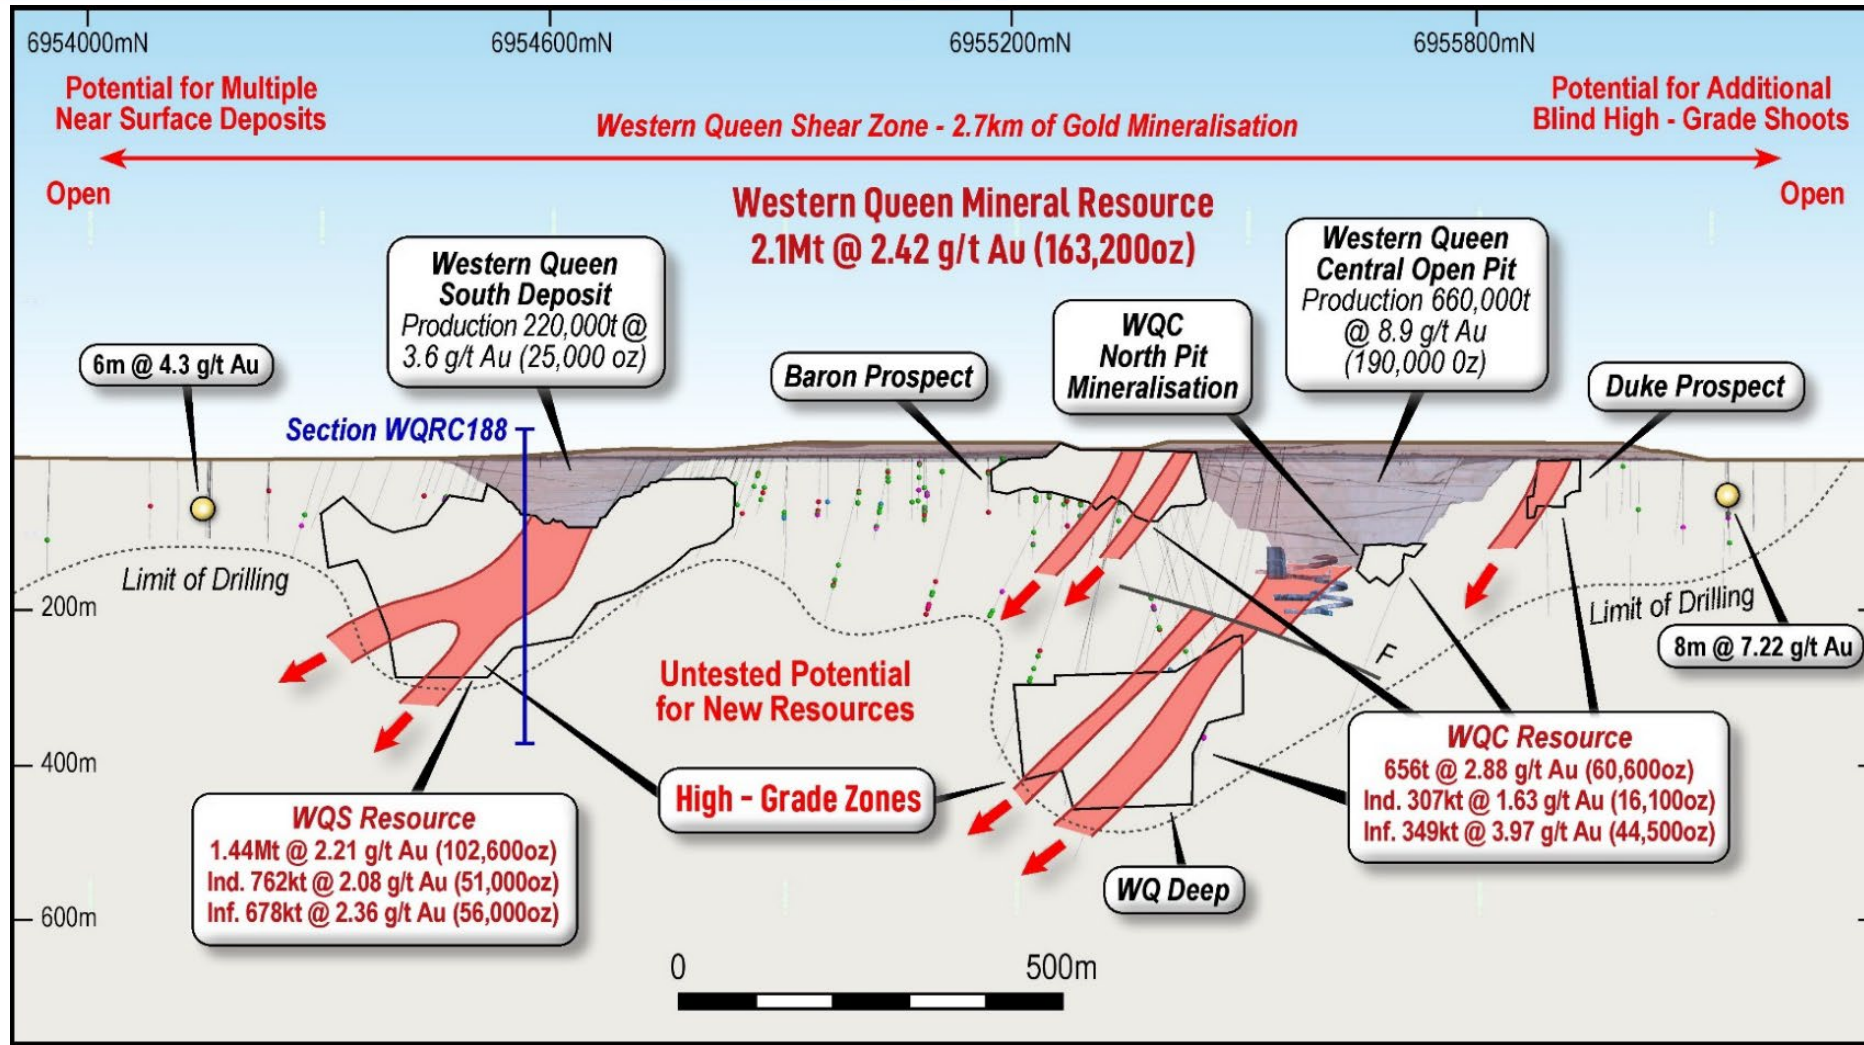 6954000mN
6954600mN
6955200mN
6955800mN
Potential for Multiple
Near Surface Deposits
Western Queen Shear Zone - 2.7km of Gold Mineralisation
Potential for Additional
Blind High - Grade Shoots
Open
Open
Western Queen Mineral Resource
2.1Mt @ 2.42 g/t Au (163,200oz)
Western Queen
South Deposit
Production 220,000t @
3.6 g/t Au (25,000 oz)
Western Queen
Central Open Pit
Production 660,000t
@ 8.9 g/t Au
(190,000 0z)
WQC
North Pit
Mineralisation
6m @ 4.3 g/t Au
Baron Prospect
Duke Prospect
Section WQRC188
Limit of Drilling
Limit of Drilling
200m
400m
600m
F
8m @ 7.22 g/t Au
Untested Potential
for New Resources
High - Grade Zones
WQS Resource
1.44Mt @ 2.21 g/t Au (102,600oz)
Ind. 762kt @ 2.08 g/t Au (51,000oz)
Inf. 678kt @ 2.36 g/t Au (56,000oz)
WQC Resource
656t @ 2.88 g/t Au (60,600oz)
Ind. 307kt @ 1.63 g/t Au (16,100oz)
Inf. 349kt @ 3.97 g/t Au (44,500oz)
WQ Deep
0
500m